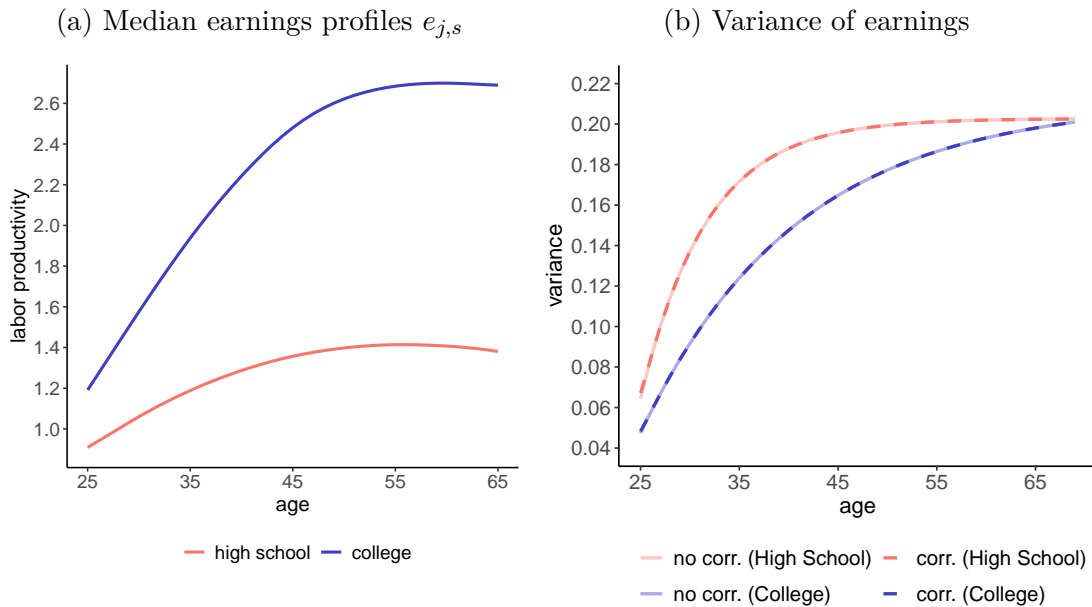 (a) Median earnings profiles e_{j,s}
labor productivity
2.6
2.4
2.2
2.0
1.8
1.6
1.4
1.2
1.0
25 35 45 55 65
age
high school college
(b) Variance of earnings
variance
0.22
0.20
0.18
0.16
0.14
0.12
0.10
0.08
0.06
0.04
25 35 45 55 65
age
no corr. (High School) corr. (High School)
no corr. (College) corr. (College)